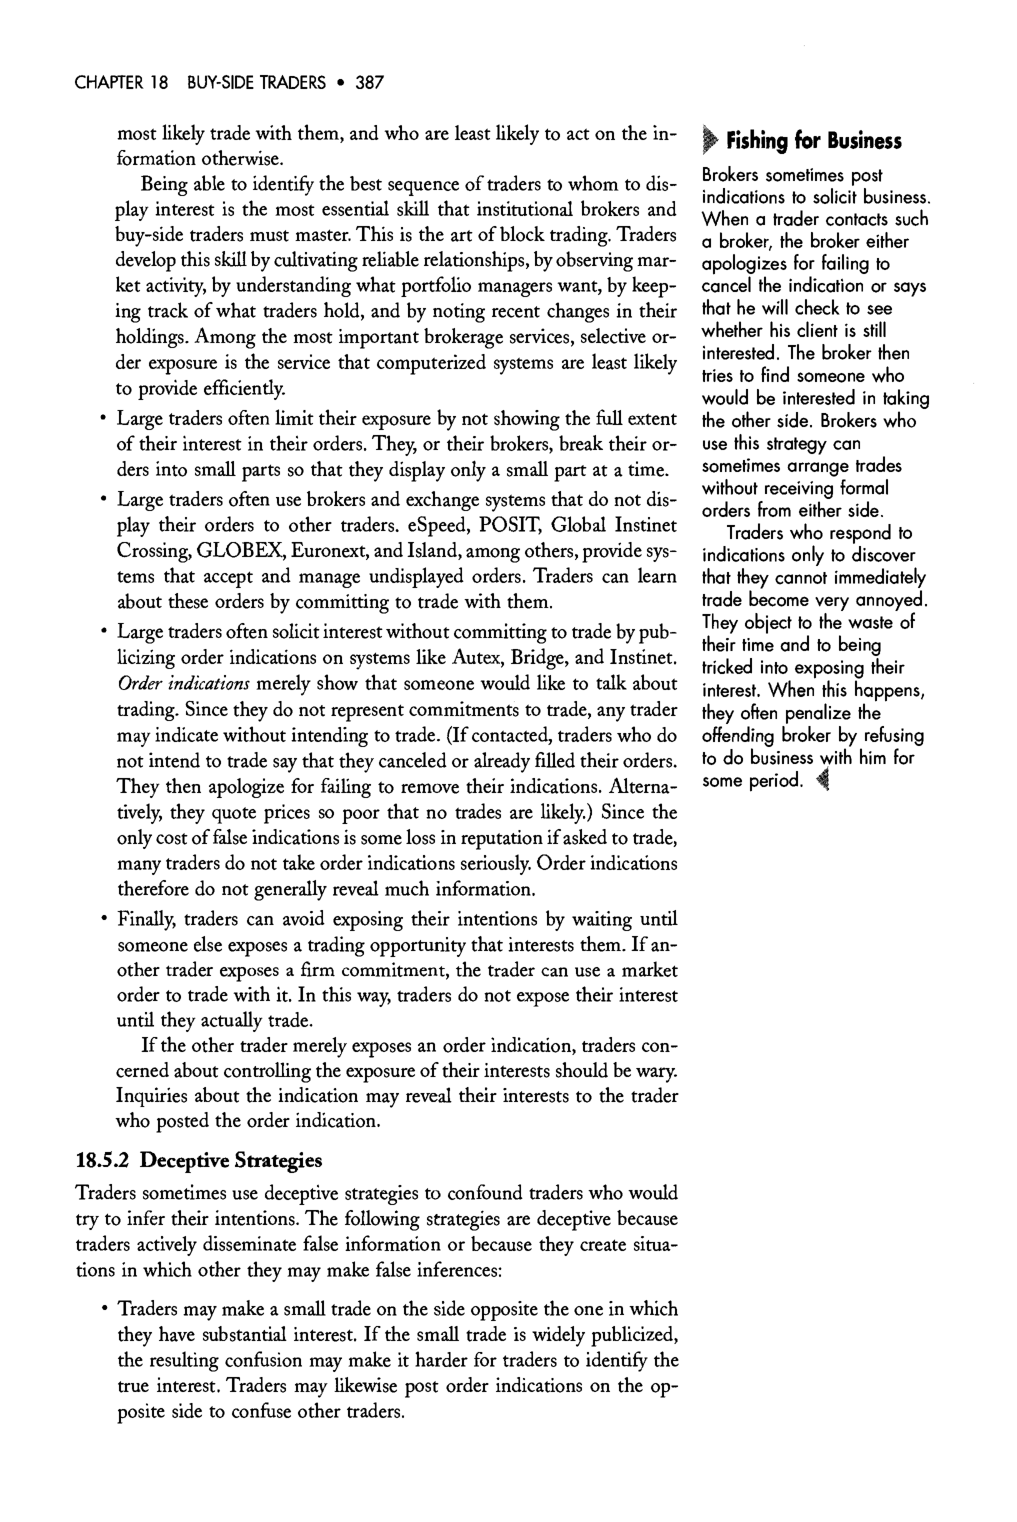 CHAPTER 18 BUY-SIDE TRADERS • 387
most likely trade with them, and who are least likely to act on the in-
formation otherwise.
Being able to identify the best sequence of traders to whom to dis-
play interest is the most essential skill that institutional brokers and
buy-side traders must master. This is the art of block trading. Traders
develop this skill by cultivating reliable relationships, by observing mar-
ket activity, by understanding what portfolio managers want, by keep-
ing track of what traders hold, and by noting recent changes in their
holdings. Among the most important brokerage services, selective or-
der exposure is the service that computerized systems are least likely
to provide efficiently.
• Large traders often limit their exposure by not showing the full extent
of their interest in their orders. They, or their brokers, break their or-
ders into small parts so that they display only a small part at a time.
• Large traders often use brokers and exchange systems that do not dis-
play their orders to other traders. eSpeed, POSIT, Global Instinet
Crossing, GLOBEX, Euronext, and Island, among others, provide sys-
tems that accept and manage undisplayed orders. Traders can learn
about these orders by committing to trade with them.
• Large traders often solicit interest without committing to trade by pub-
licizing order indications on systems like Autex, Bridge, and Instinet.
Order indications merely show that someone would like to talk about
trading. Since they do not represent commitments to trade, any trader
may indicate without intending to trade. (If contacted, traders who do
not intend to trade say that they canceled or already filled their orders.
They then apologize for failing to remove their indications. Alterna-
tively, they quote prices so poor that no trades are likely.) Since the
only cost of false indications is some loss in reputation if asked to trade,
many traders do not take order indications seriously. Order indications
therefore do not generally reveal much information.
• Finally, traders can avoid exposing their intentions by waiting until
someone else exposes a trading opportunity that interests them. If an-
other trader exposes a firm commitment, the trader can use a market
order to trade with it. In this way, traders do not expose their interest
until they actually trade.
If the other trader merely exposes an order indication, traders con-
cerned about controlling the exposure of their interests should be wary.
Inquiries about the indication may reveal their interests to the trader
who posted the order indication.
18.5.2 Deceptive Strategies
Traders sometimes use deceptive strategies to confound traders who would
try to infer their intentions. The following strategies are deceptive because
traders actively disseminate false information or because they create situa-
tions in which other they may make false inferences:
• Traders may make a small trade on the side opposite the one in which
they have substantial interest. If the small trade is widely publicized,
the resulting confusion may make it harder for traders to identify the
true interest. Traders may likewise post order indications on the op-
posite side to confuse other traders.
Fishing for Business
Brokers sometimes post
indications to solicit business.
When a trader contacts such
a broker, the broker either
apologizes for failing to
cancel the indication or says
that he will check to see
whether his client is still
interested. The broker then
tries to find someone who
would be interested in taking
the other side. Brokers who
use this strategy can
sometimes arrange trades
without receiving formal
orders from either side.
Traders who respond to
indications only to discover
that they cannot immediately
trade become very annoyed.
They object to the waste of
their time and to being
tricked into exposing their
interest. When this happens,
they often penalize the
offending broker by refusing
to do business with him for
some period.